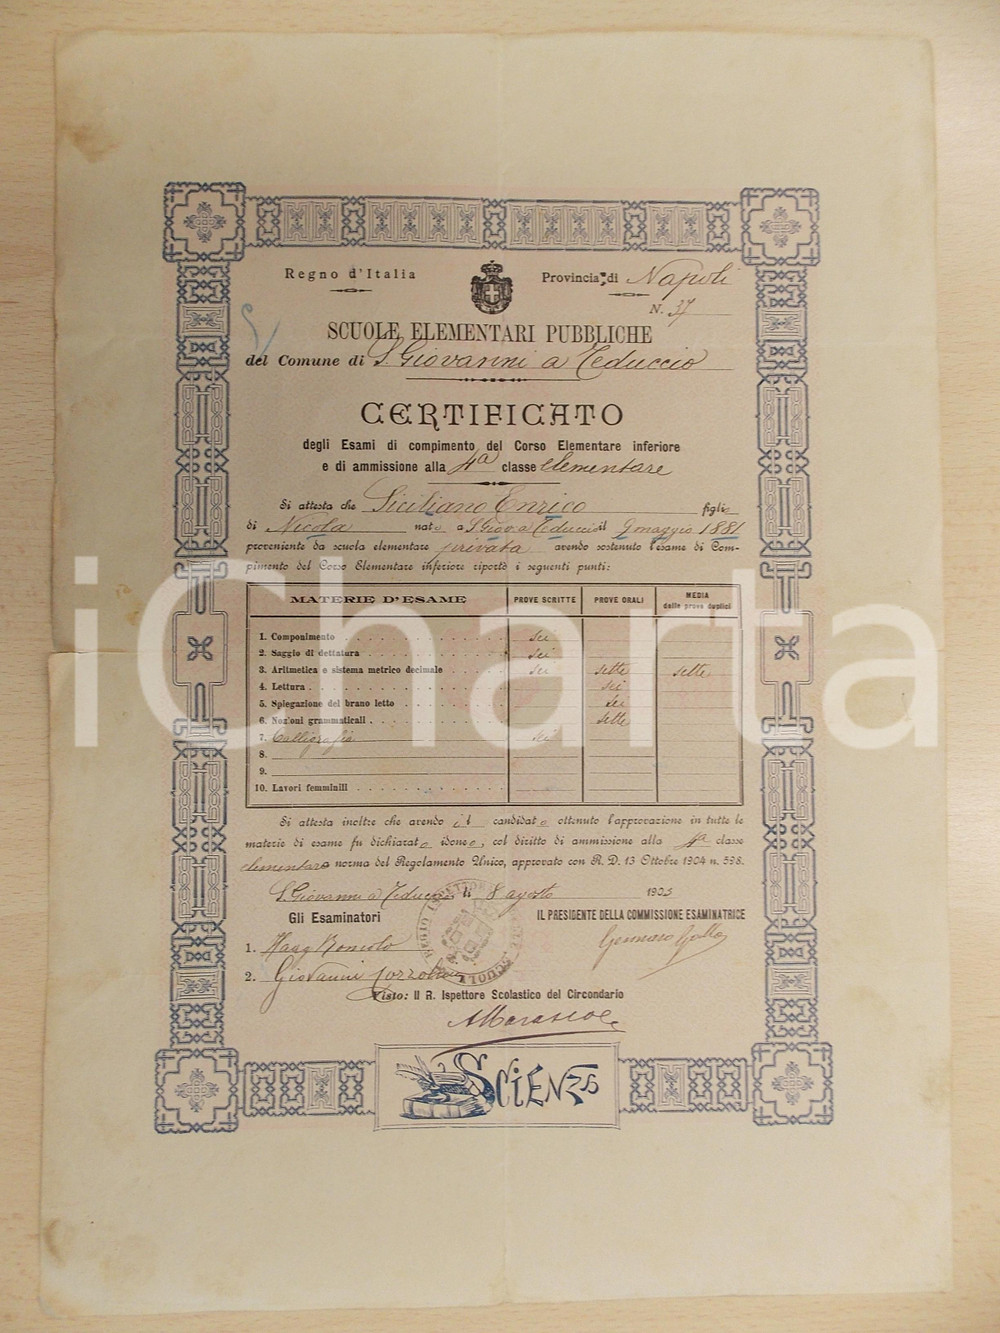 Regno d'Italia
Provincia di Napoli
N. 37
SCUOLE ELEMENTARI PUBBLICHE
del Comune di S. Giovanni a Teduccio
CERTIFICATO
degli Esami di compimento del Corso Elementare inferiore
e di ammissione alla 4a classe elementare
Si attesta che Siciliano Enrico figlio
di Nicola nato a S. Giov. a Teducci il maggio 1881
proveniente da scuola elementare privata avendo sostenuto l'esame di Com-
pimento del Corso Elementare inferiore riportò i seguenti punti:
MATERIE D'ESAME PROVE SCRITTE PROVE ORALI MEDIA delle prove duplici
1. Componimento sei
2. Saggio di dettatura sei
3. Aritmetica e sistema metrico decimale sei sette sette
4. Lettura sei
5. Spiegazione del brano letto sei
6. Nozioni grammaticali sette
7. Calligrafia sei
8.
9.
10. Lavori femminili
Si attesta inoltre che avendo il candidato ottenuto l'approvazione in tutte le
materie di esame fu dichiarato idoneo, col diritto di ammissione alla 4a classe
elementare a norma del Regolamento Unico, approvato con R. D. 13 Ottobre 1904 n. 598.
S. Giovanni a Teducci li 8 agosto 1905
Gli Esaminatori
IL PRESIDENTE DELLA COMMISSIONE ESAMINATRICE
1.
Gennaro Gallo
2. Giovanni
Visto: Il R. Ispettore Scolastico del Circondario
SCIENZA
iCharta